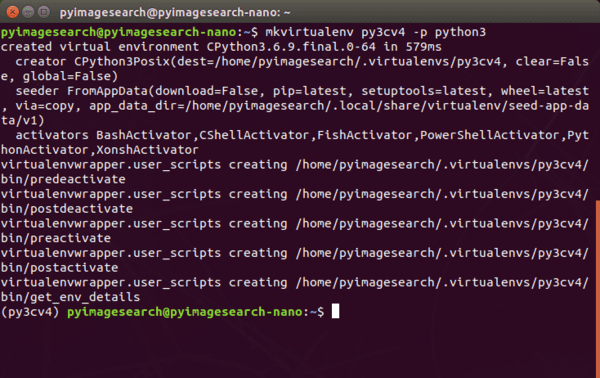 pyimagesearch@pyimagesearch-nano: ~
pyimagesearch@pyimagesearch-nano:~$ mkvirtualenv py3cv4 -p python3
created virtual environment CPython3.6.9.final.0-64 in 579ms
  creator CPython3Posix(dest=/home/pyimagesearch/.virtualenvs/py3cv4, clear=Fals
e, global=False)
  seeder FromAppData(download=False, pip=latest, setuptools=latest, wheel=latest
, via=copy, app_data_dir=/home/pyimagesearch/.local/share/virtualenv/seed-app-da
ta/v1)
  activators BashActivator,CShellActivator,FishActivator,PowerShellActivator,Pyt
honActivator,XonshActivator
virtualenvwrapper.user_scripts creating /home/pyimagesearch/.virtualenvs/py3cv4/
bin/predeactivate
virtualenvwrapper.user_scripts creating /home/pyimagesearch/.virtualenvs/py3cv4/
bin/postdeactivate
virtualenvwrapper.user_scripts creating /home/pyimagesearch/.virtualenvs/py3cv4/
bin/preactivate
virtualenvwrapper.user_scripts creating /home/pyimagesearch/.virtualenvs/py3cv4/
bin/postactivate
virtualenvwrapper.user_scripts creating /home/pyimagesearch/.virtualenvs/py3cv4/
bin/get_env_details
(py3cv4) pyimagesearch@pyimagesearch-nano:~$